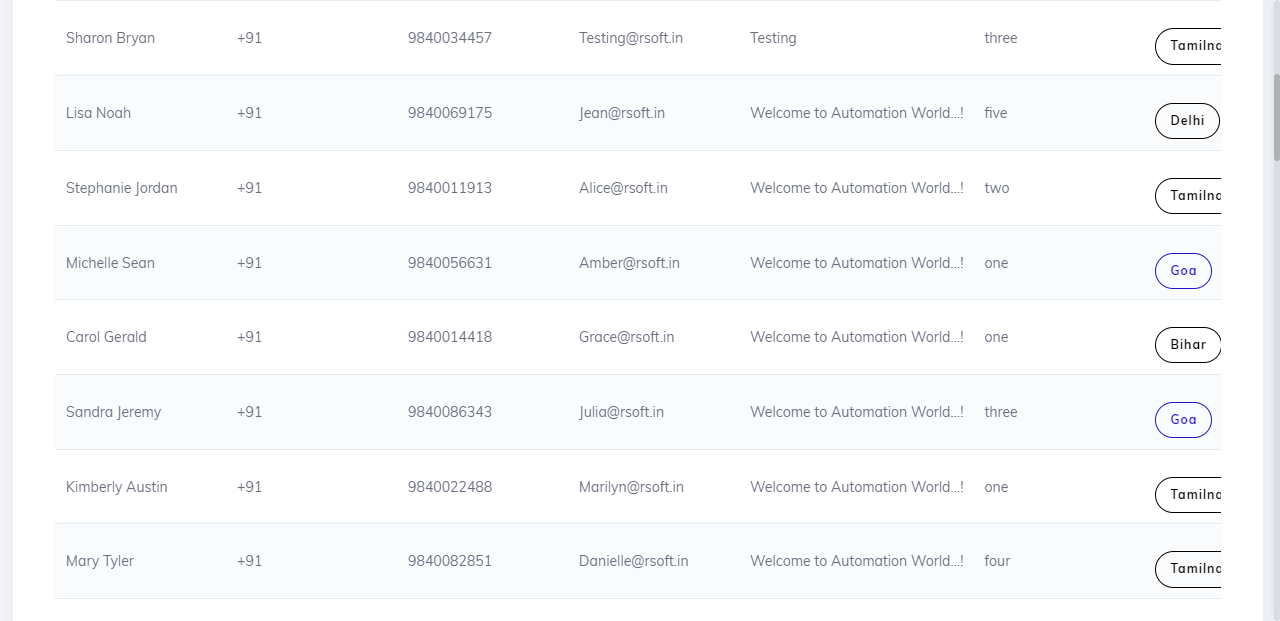 Sharon Bryan +91 9840034457 Testing@rsoft.in Testing three Tamilna
Lisa Noah +91 9840069175 Jean@rsoft.in Welcome to Automation World...! five Delhi
Stephanie Jordan +91 9840011913 Alice@rsoft.in Welcome to Automation World...! two Tamilna
Michelle Sean +91 9840056631 Amber@rsoft.in Welcome to Automation World...! one Goa
Carol Gerald +91 9840014418 Grace@rsoft.in Welcome to Automation World...! one Bihar
Sandra Jeremy +91 9840086343 Julia@rsoft.in Welcome to Automation World...! three Goa
Kimberly Austin +91 9840022488 Marilyn@rsoft.in Welcome to Automation World...! one Tamilna
Mary Tyler +91 9840082851 Danielle@rsoft.in Welcome to Automation World...! four Tamilna